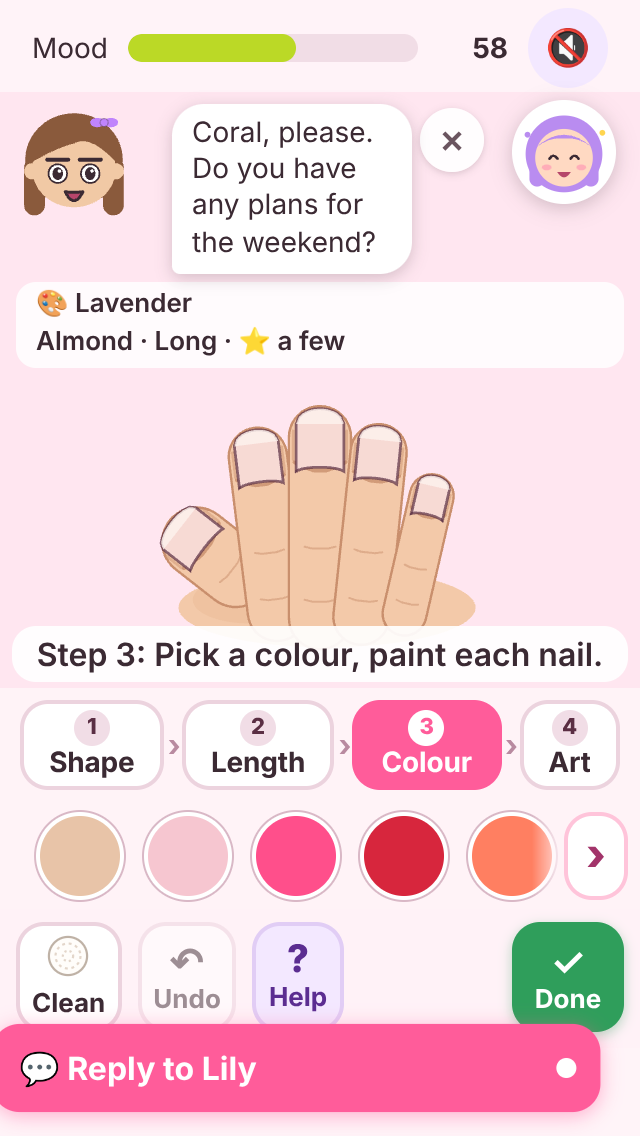 Mood
58
Coral, please.
Do you have
any plans for
the weekend?
×
Lavender
Almond · Long · ⭐ a few
Step 3: Pick a colour, paint each nail.
1
Shape
›
2
Length
›
3
Colour
›
4
Art
›
Clean
↶
Undo
?
Help
✓
Done
Reply to Lily